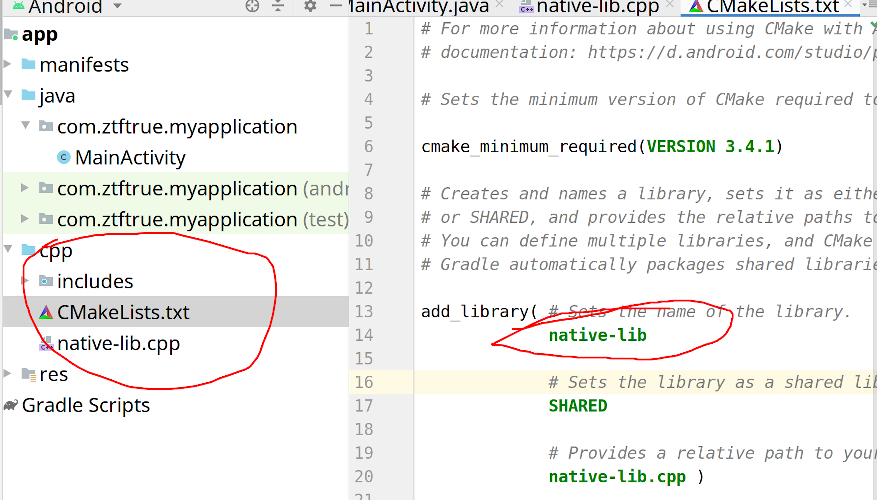 Android
MainActivity.java
native-lib.cpp
CMakeLists.txt
app
manifests
java
com.ztftrue.myapplication
MainActivity
com.ztftrue.myapplication (andr
com.ztftrue.myapplication (test)
cpp
includes
CMakeLists.txt
native-lib.cpp
res
Gradle Scripts
1 # For more information about using CMake with A
2 # documentation: https://d.android.com/studio/p
3
4 # Sets the minimum version of CMake required to
5
6 cmake_minimum_required(VERSION 3.4.1)
7
8 # Creates and names a library, sets it as eithe
9 # or SHARED, and provides the relative paths to
10 # You can define multiple libraries, and CMake
11 # Gradle automatically packages shared librarie
12
13 add_library( # Sets the name of the library.
14 native-lib
15
16 # Sets the library as a shared lib
17 SHARED
18
19 # Provides a relative path to your
20 native-lib.cpp )
21